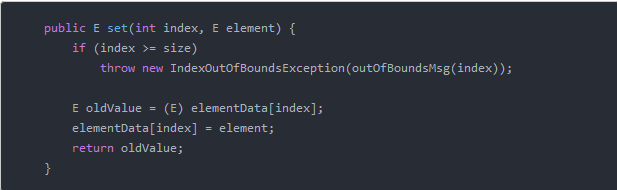 public E set(int index, E element) {
    if (index >= size)
        throw new IndexOutOfBoundsException(outOfBoundsMsg(index));

    E oldValue = (E) elementData[index];
    elementData[index] = element;
    return oldValue;
}